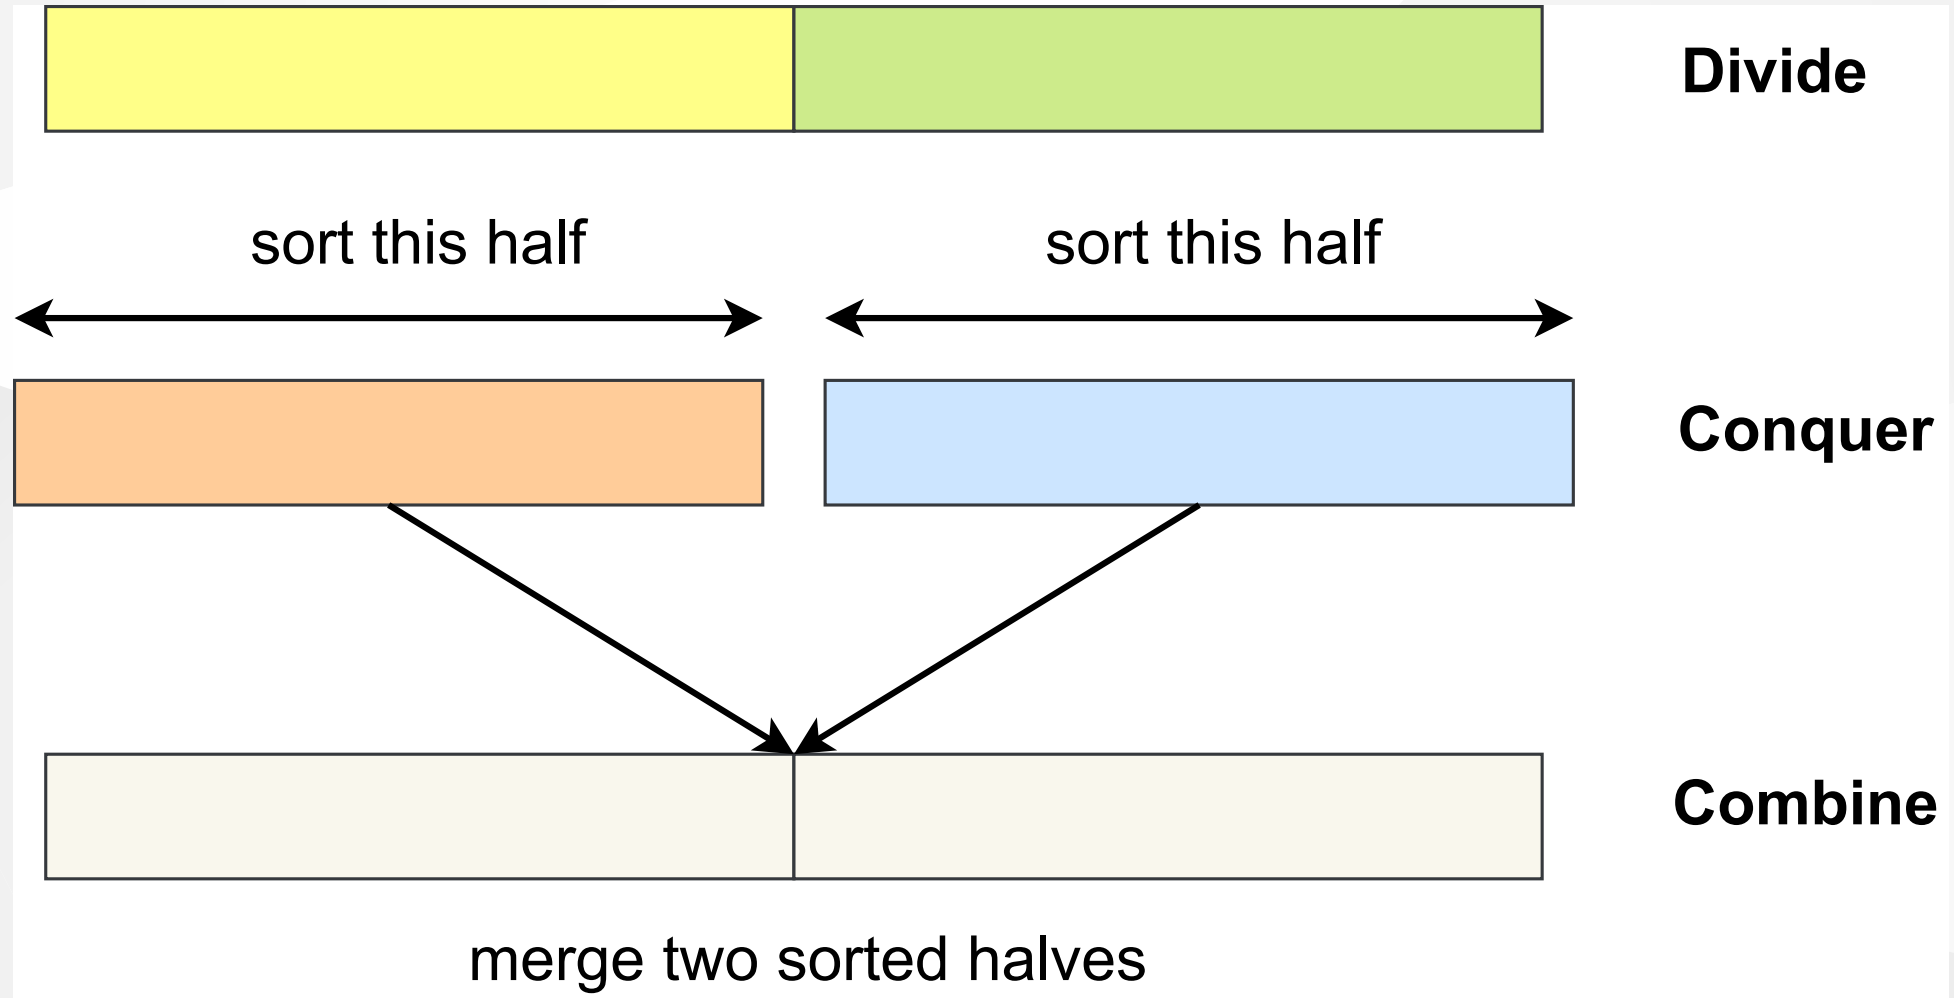 Divide
sort this half
sort this half
Conquer
Combine
merge two sorted halves